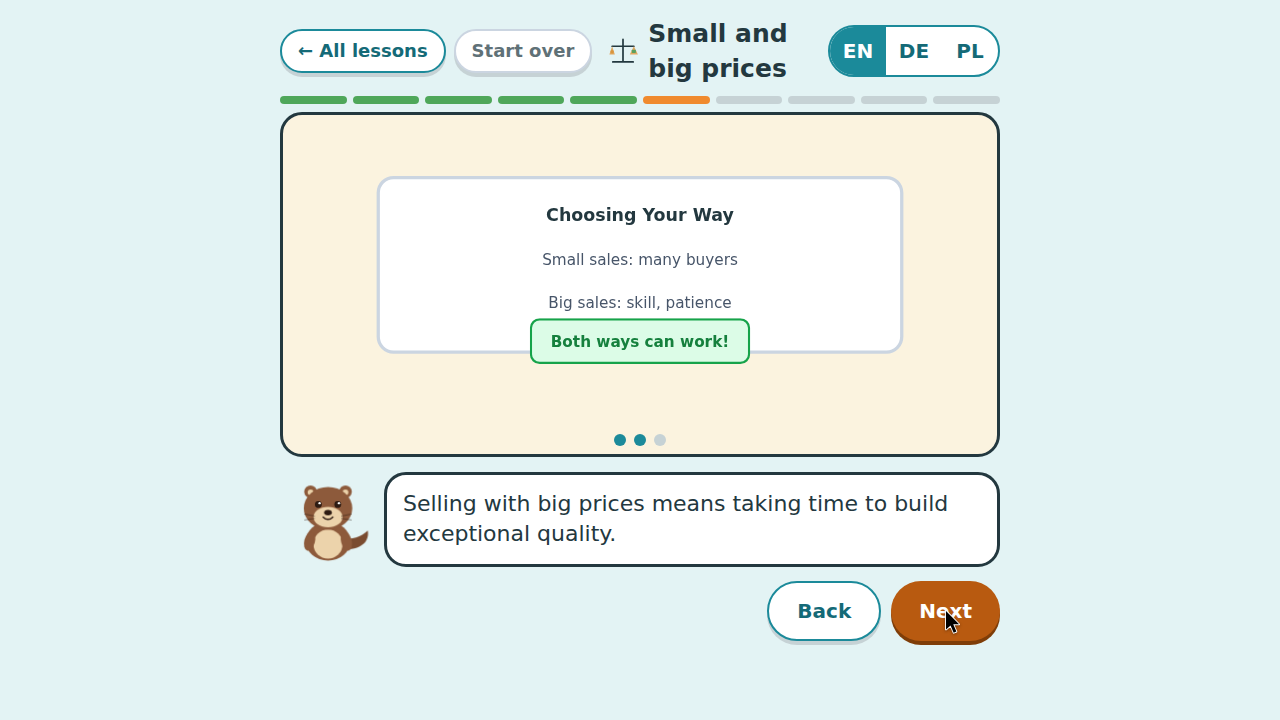 ← All lessons
Start over
Small and
big prices
EN
DE
PL
Choosing Your Way
Small sales: many buyers
Big sales: skill, patience
Both ways can work!
Selling with big prices means taking time to build
exceptional quality.
Back
Next